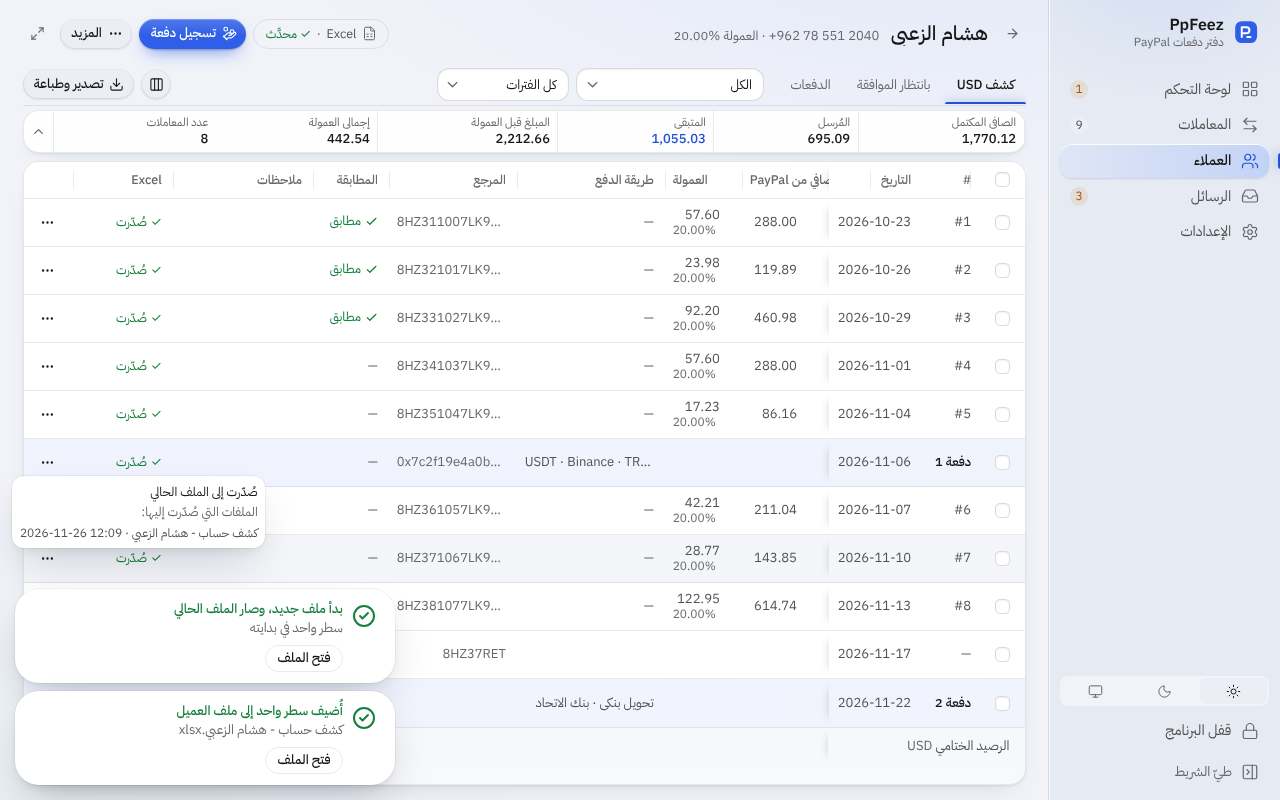 PpFeez
دفتر دفعات PayPal
لوحة التحكم 1
المعاملات 9
العملاء
الرسائل 3
الإعدادات
قفل البرنامج
طيّ الشريط
هشام الزعبي
+962 78 551 2040 · العمولة 20.00%
Excel · محدَّث
تسجيل دفعة
المزيد
كشف USD
بانتظار الموافقة
الدفعات
الكل
كل الفترات
تصدير وطباعة
الصافي المكتمل
1,770.12
المُرسل
695.09
المتبقي
1,055.03
المبلغ قبل العمولة
2,212.66
إجمالي العمولة
442.54
عدد المعاملات
8
# التاريخ صافي من PayPal العمولة طريقة الدفع المرجع المطابقة ملاحظات Excel
#1 2026-10-23 288.00 57.60 20.00% — 8HZ311007LK9... مطابق صُدّرت
#2 2026-10-26 119.89 23.98 20.00% — 8HZ321017LK9... مطابق صُدّرت
#3 2026-10-29 460.98 92.20 20.00% — 8HZ331027LK9... مطابق صُدّرت
#4 2026-11-01 288.00 57.60 20.00% — 8HZ341037LK9... — صُدّرت
#5 2026-11-04 86.16 17.23 20.00% — 8HZ351047LK9... — صُدّرت
دفعة 1 2026-11-06 USDT · Binance · TR... 0x7c2f19e4a0b... — صُدّرت
#6 2026-11-07 211.04 42.21 20.00% — 8HZ361057LK9... —
#7 2026-11-10 143.85 28.77 20.00% — 8HZ371067LK9... — صُدّرت
#8 2026-11-13 614.74 122.95 20.00% — 8HZ381077LK9...
— 2026-11-17 8HZ37RET
دفعة 2 2026-11-22 تحويل بنكي · بنك الاتحاد
الرصيد الختامي USD
صُدّرت إلى الملف الحالي
الملفات التي صُدّرت إليها:
كشف حساب - هشام الزعبي · 12:09 26-11-2026
بدأ ملف جديد، وصار الملف الحالي
سطر واحد في بدايته
فتح الملف
أُضيف سطر واحد إلى ملف العميل
كشف حساب - هشام الزعبي.xlsx
فتح الملف